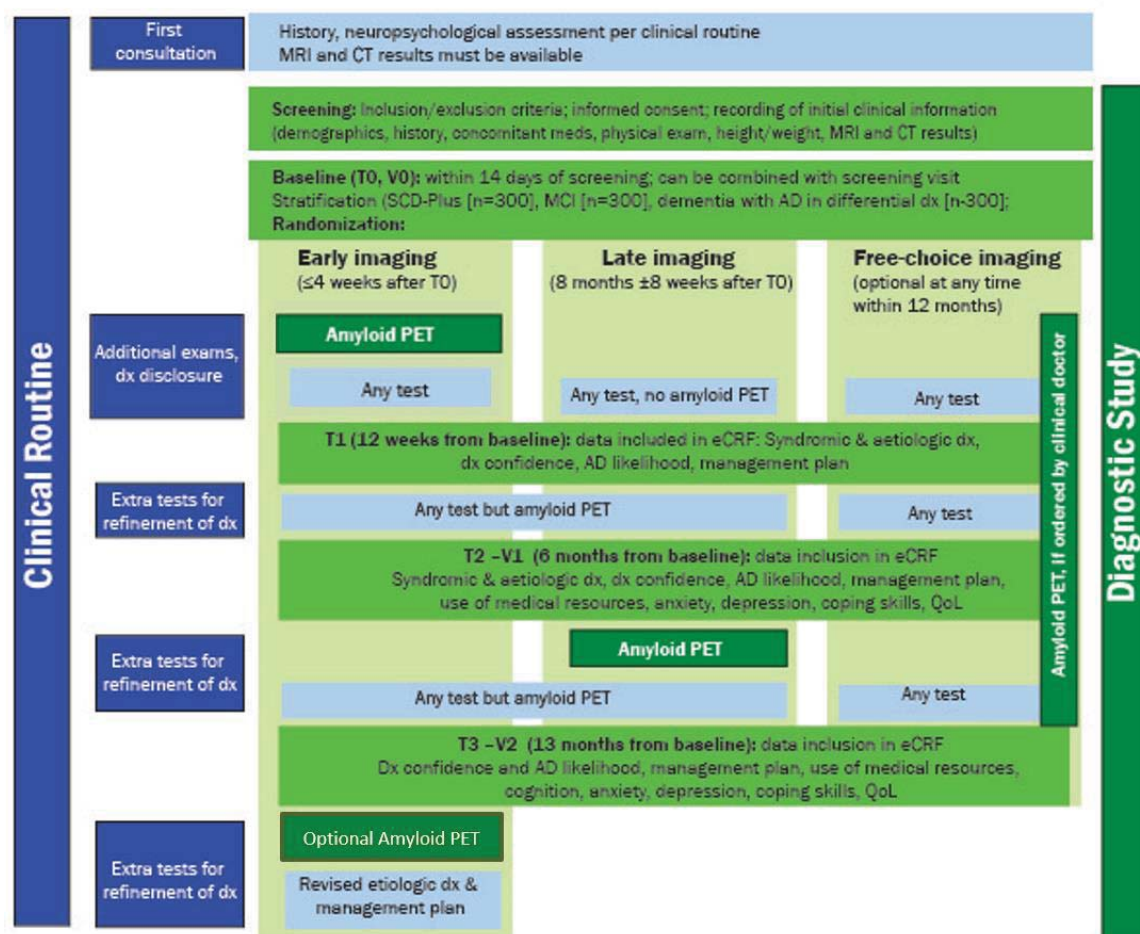 Clinical Routine
First
consultation
History, neuropsychological assessment per clinical routine
MRI and CT results must be available
Screening: Inclusion/exclusion criteria; informed consent; recording of initial clinical information
(demographics, history, concomitant meds, physical exam, height/weight, MRI and CT results)
Baseline (T0, V0): within 14 days of screening; can be combined with screening visit
Stratification (SCD-Plus [n=300], MCI [n=300], dementia with AD in differential dx [n-300];
Randomization:
Early imaging
(≤4 weeks after T0)
Late imaging
(8 months ±8 weeks after T0)
Free-choice imaging
(optional at any time
within 12 months)
Additional exams,
dx disclosure
Amyloid PET
Any test
Any test, no amyloid PET
Any test
T1 (12 weeks from baseline): data included in eCRF: Syndromic & aetiologic dx,
dx confidence, AD likelihood, management plan
Extra tests for
refinement of dx
Any test but amyloid PET
Any test
T2 –V1 (6 months from baseline): data inclusion in eCRF
Syndromic & aetiologic dx, dx confidence, AD likelihood, management plan,
use of medical resources, anxiety, depression, coping skills, QoL
Extra tests for
refinement of dx
Amyloid PET
Any test but amyloid PET
Any test
T3 –V2 (13 months from baseline): data inclusion in eCRF
Dx confidence and AD likelihood, management plan, use of medical resources,
cognition, anxiety, depression, coping skills, QoL
Extra tests for
refinement of dx
Optional Amyloid PET
Revised etiologic dx &
management plan
Amyloid PET, if ordered by clinical doctor
Diagnostic Study